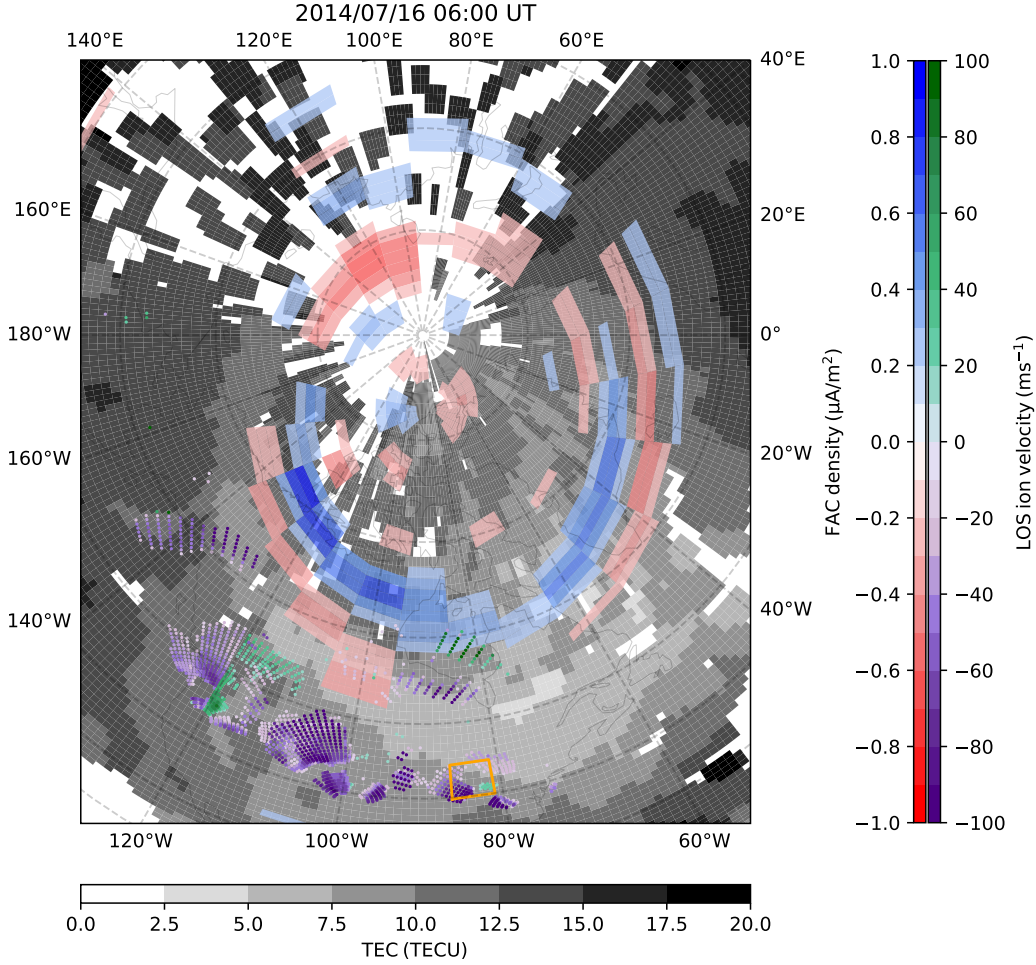 2014/07/16 06:00 UT
140°E 120°E 100°E 80°E 60°E
40°E
20°E
0°
20°W
40°W
160°E
180°W
160°W
140°W
120°W 100°W 80°W 60°W
1.0
0.8
0.6
0.4
0.2
0.0
−0.2
−0.4
−0.6
−0.8
−1.0
FAC density (μA/m²)
100
80
60
40
20
0
−20
−40
−60
−80
−100
LOS ion velocity (ms⁻¹)
0.0 2.5 5.0 7.5 10.0 12.5 15.0 17.5 20.0
TEC (TECU)